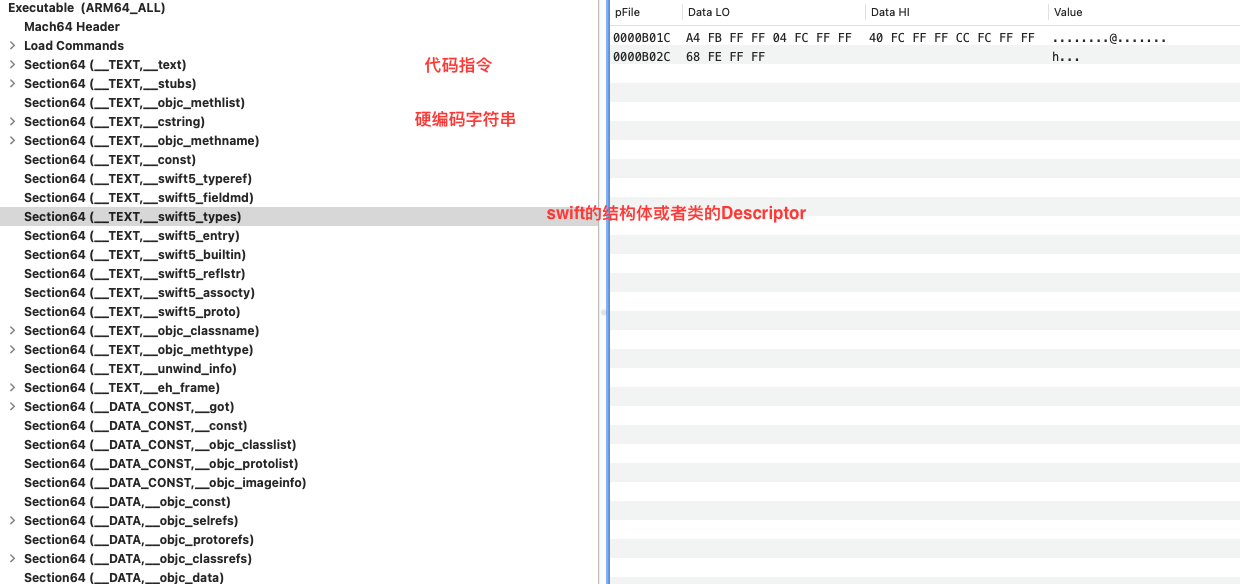 Executable (ARM64_ALL)
Mach64 Header
Load Commands
Section64 (__TEXT,__text)
代码指令
Section64 (__TEXT,__stubs)
Section64 (__TEXT,__objc_methlist)
Section64 (__TEXT,__cstring)
硬编码字符串
Section64 (__TEXT,__objc_methname)
Section64 (__TEXT,__const)
Section64 (__TEXT,__swift5_typeref)
Section64 (__TEXT,__swift5_fieldmd)
Section64 (__TEXT,__swift5_types)
swift的结构体或者类的Descriptor
Section64 (__TEXT,__swift5_entry)
Section64 (__TEXT,__swift5_builtin)
Section64 (__TEXT,__swift5_reflstr)
Section64 (__TEXT,__swift5_assocty)
Section64 (__TEXT,__swift5_proto)
Section64 (__TEXT,__objc_classname)
Section64 (__TEXT,__objc_methtype)
Section64 (__TEXT,__unwind_info)
Section64 (__TEXT,__eh_frame)
Section64 (__DATA_CONST,__got)
Section64 (__DATA_CONST,__const)
Section64 (__DATA_CONST,__objc_classlist)
Section64 (__DATA_CONST,__objc_protolist)
Section64 (__DATA_CONST,__objc_imageinfo)
Section64 (__DATA,__objc_const)
Section64 (__DATA,__objc_selrefs)
Section64 (__DATA,__objc_protorefs)
Section64 (__DATA,__objc_classrefs)
Section64 (__DATA,__objc_data)
pFile Data LO Data HI Value
0000B01C A4 FB FF FF 04 FC FF FF 40 FC FF FF CC FC FF FF ........@.......
0000B02C 68 FE FF FF h...